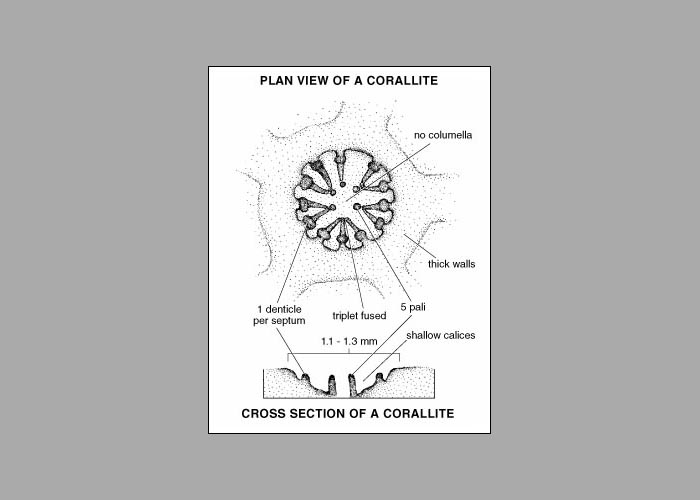 PLAN VIEW OF A CORALLITE
no columella
thick walls
1 denticle
per septum
triplet fused
5 pali
shallow calices
1.1 - 1.3 mm
CROSS SECTION OF A CORALLITE